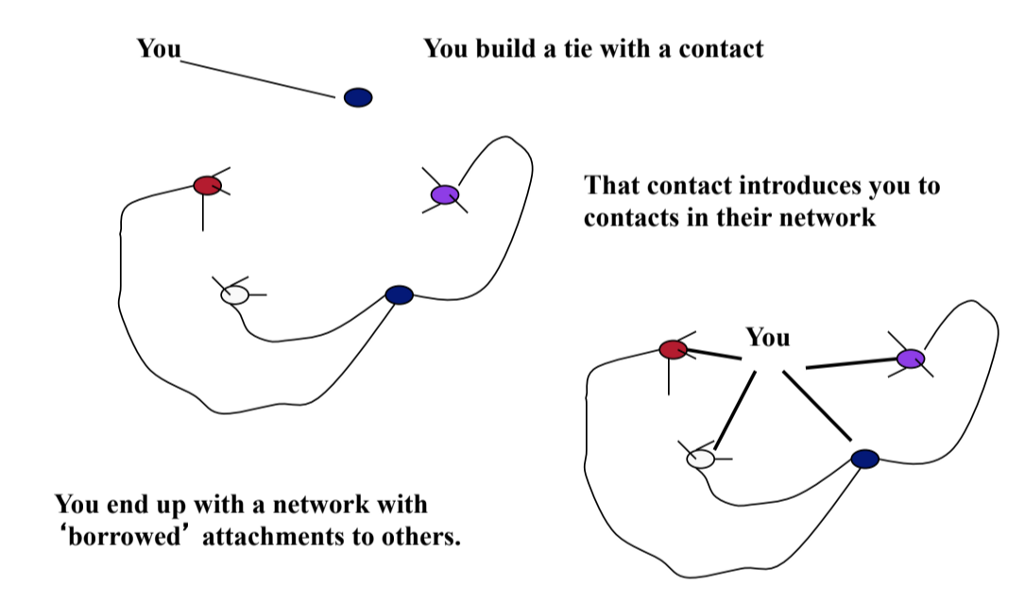 You
You build a tie with a contact
That contact introduces you to
contacts in their network
You
You end up with a network with
‘borrowed’ attachments to others.